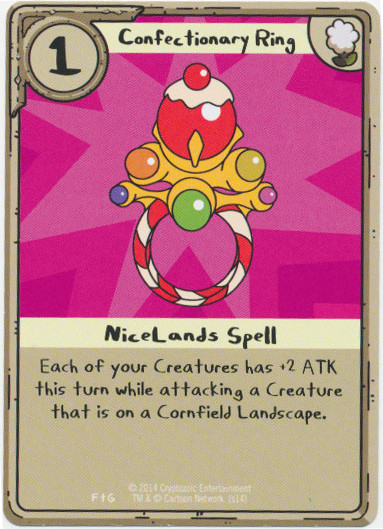 1
Confectionary Ring
NiceLands Spell
Each of your Creatures has +2 ATK
this turn while attacking a Creature
that is on a Cornfield Landscape.
© 2014 Cryptozoic Entertainment
FtG TM & © Cartoon Network (s14)